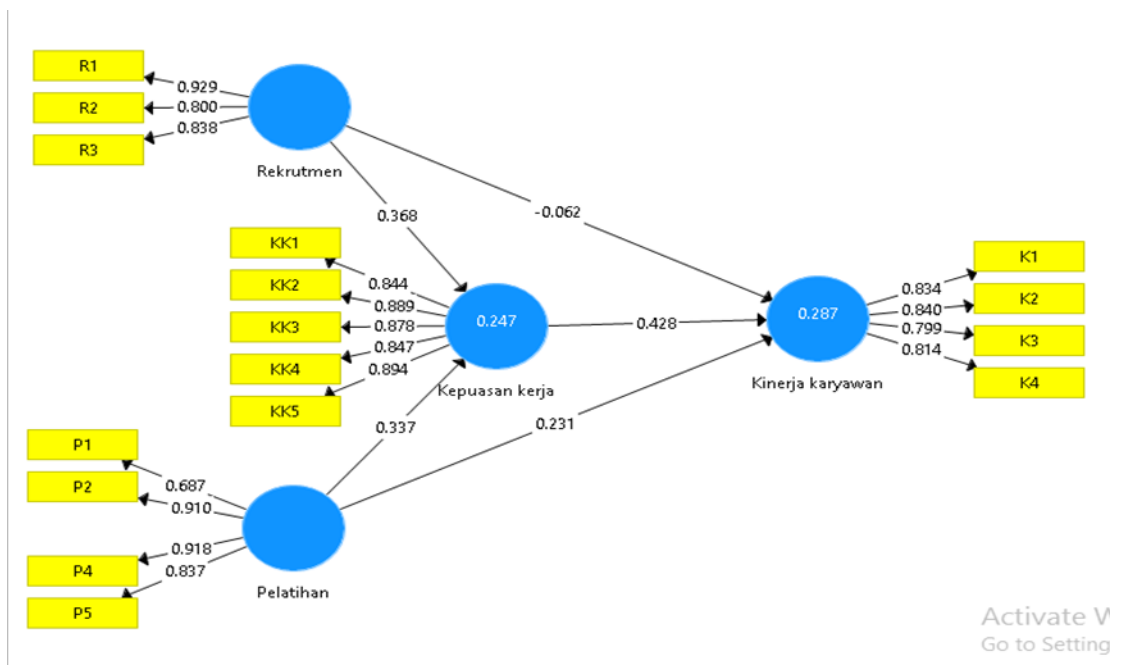 R1
0.929
R2
0.800
R3
0.838
Rekrutmen
0.368
-0.062
KK1
0.844
KK2
0.889
KK3
0.878
KK4
0.847
KK5
0.894
0.247
Kepuasan kerja
0.428
0.287
Kinerja karyawan
K1
0.834
K2
0.840
K3
0.799
K4
0.814
0.337
0.231
P1
0.687
P2
0.910
P4
0.918
P5
0.837
Pelatihan
Activate
Go to Setting